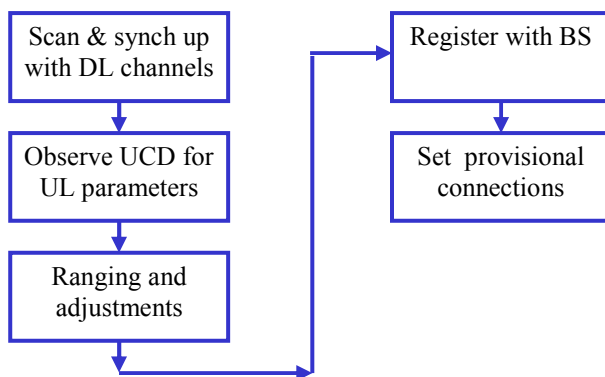 Scan & synch up
with DL channels
Observe UCD for
UL parameters
Ranging and
adjustments
Register with BS
Set provisional
connections